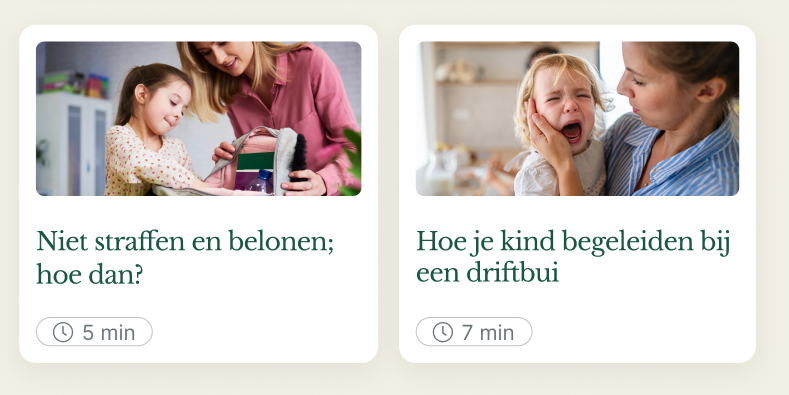 Niet straffen en belonen;
hoe dan?
5 min
Hoe je kind begeleiden bij
een driftbui
7 min